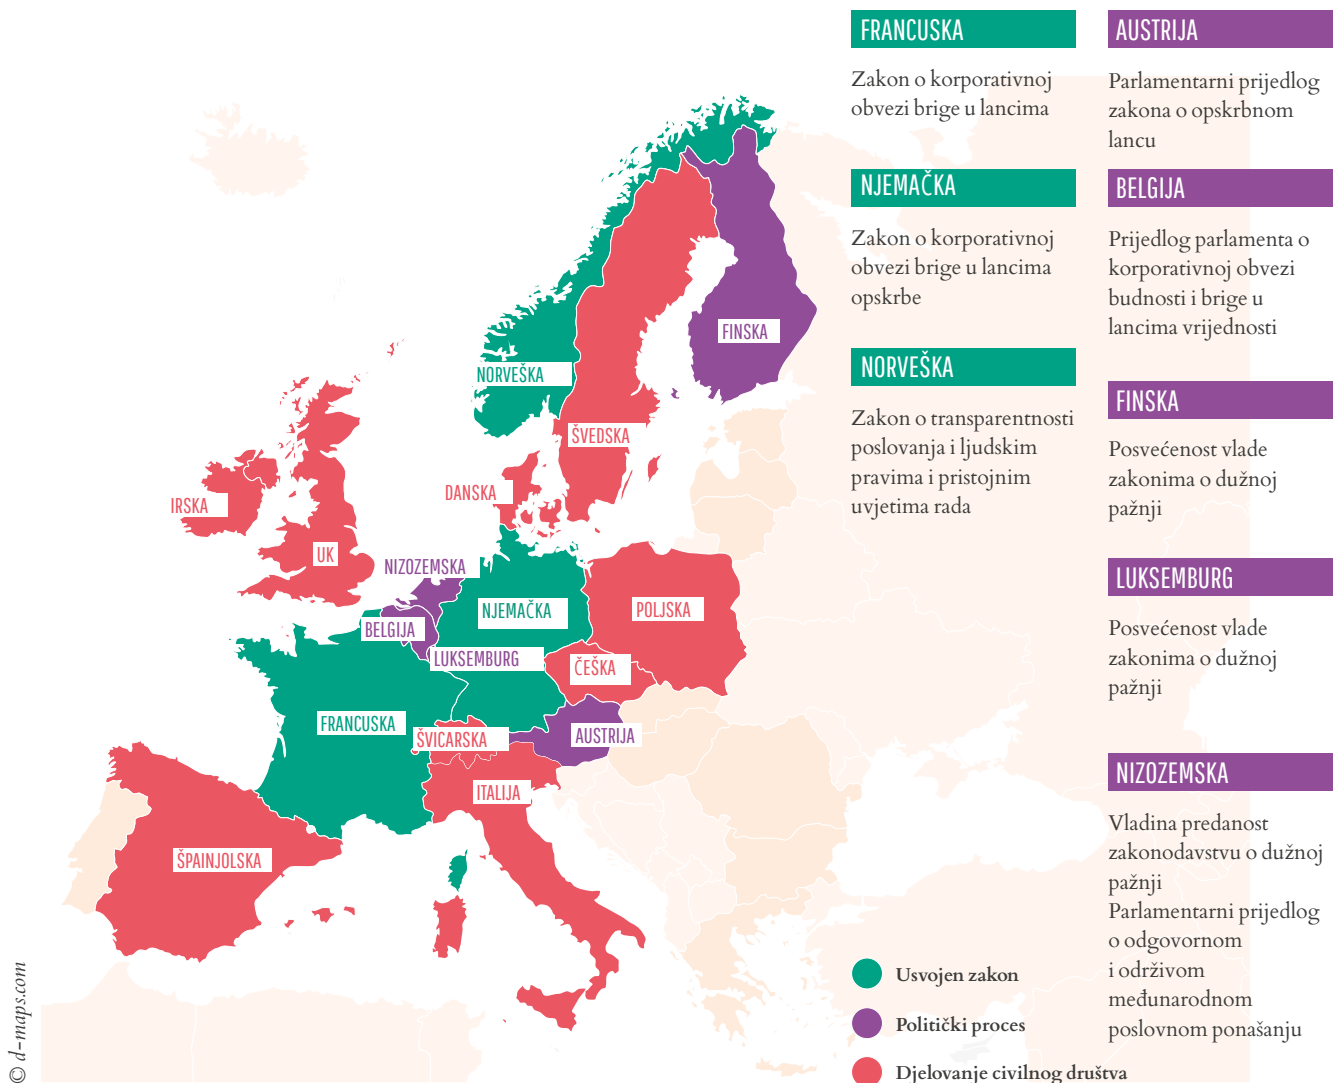 FRANCUSKA
Zakon o korporativnoj
obvezi brige u lancima
NJEMAČKA
Zakon o korporativnoj
obvezi brige u lancima
opskrbe
NORVEŠKA
Zakon o transparentnosti
poslovanja i ljudskim
pravima i pristojnim
uvjetima rada
AUSTRIJA
Parlamentarni prijedlog
zakona o opskrbnom
lancu
BELGIJA
Prijedlog parlamenta o
korporativnoj obvezi
budnosti i brige u
lancima vrijednosti
FINSKA
Posvećenost vlade
zakonima o dužnoj
pažnji
LUKSEMBURG
Posvećenost vlade
zakonima o dužnoj
pažnji
NIZOZEMSKA
Vladina predanost
zakonodavstvu o dužnoj
pažnji
Parlamentarni prijedlog
o odgovornom
i održivom
međunarodnom
poslovnom ponašanju
FINSKA
NORVEŠKA
ŠVEDSKA
DANSKA
IRSKA
UK
NIZOZEMSKA
NJEMAČKA
POLJSKA
BELGIJA
LUKSEMBURG
ČEŠKA
FRANCUSKA
ŠVICARSKA
AUSTRIJA
ITALIJA
ŠPAINJOLSKA
Usvojen zakon
Politički proces
Djelovanje civilnog društva
© d-maps.com